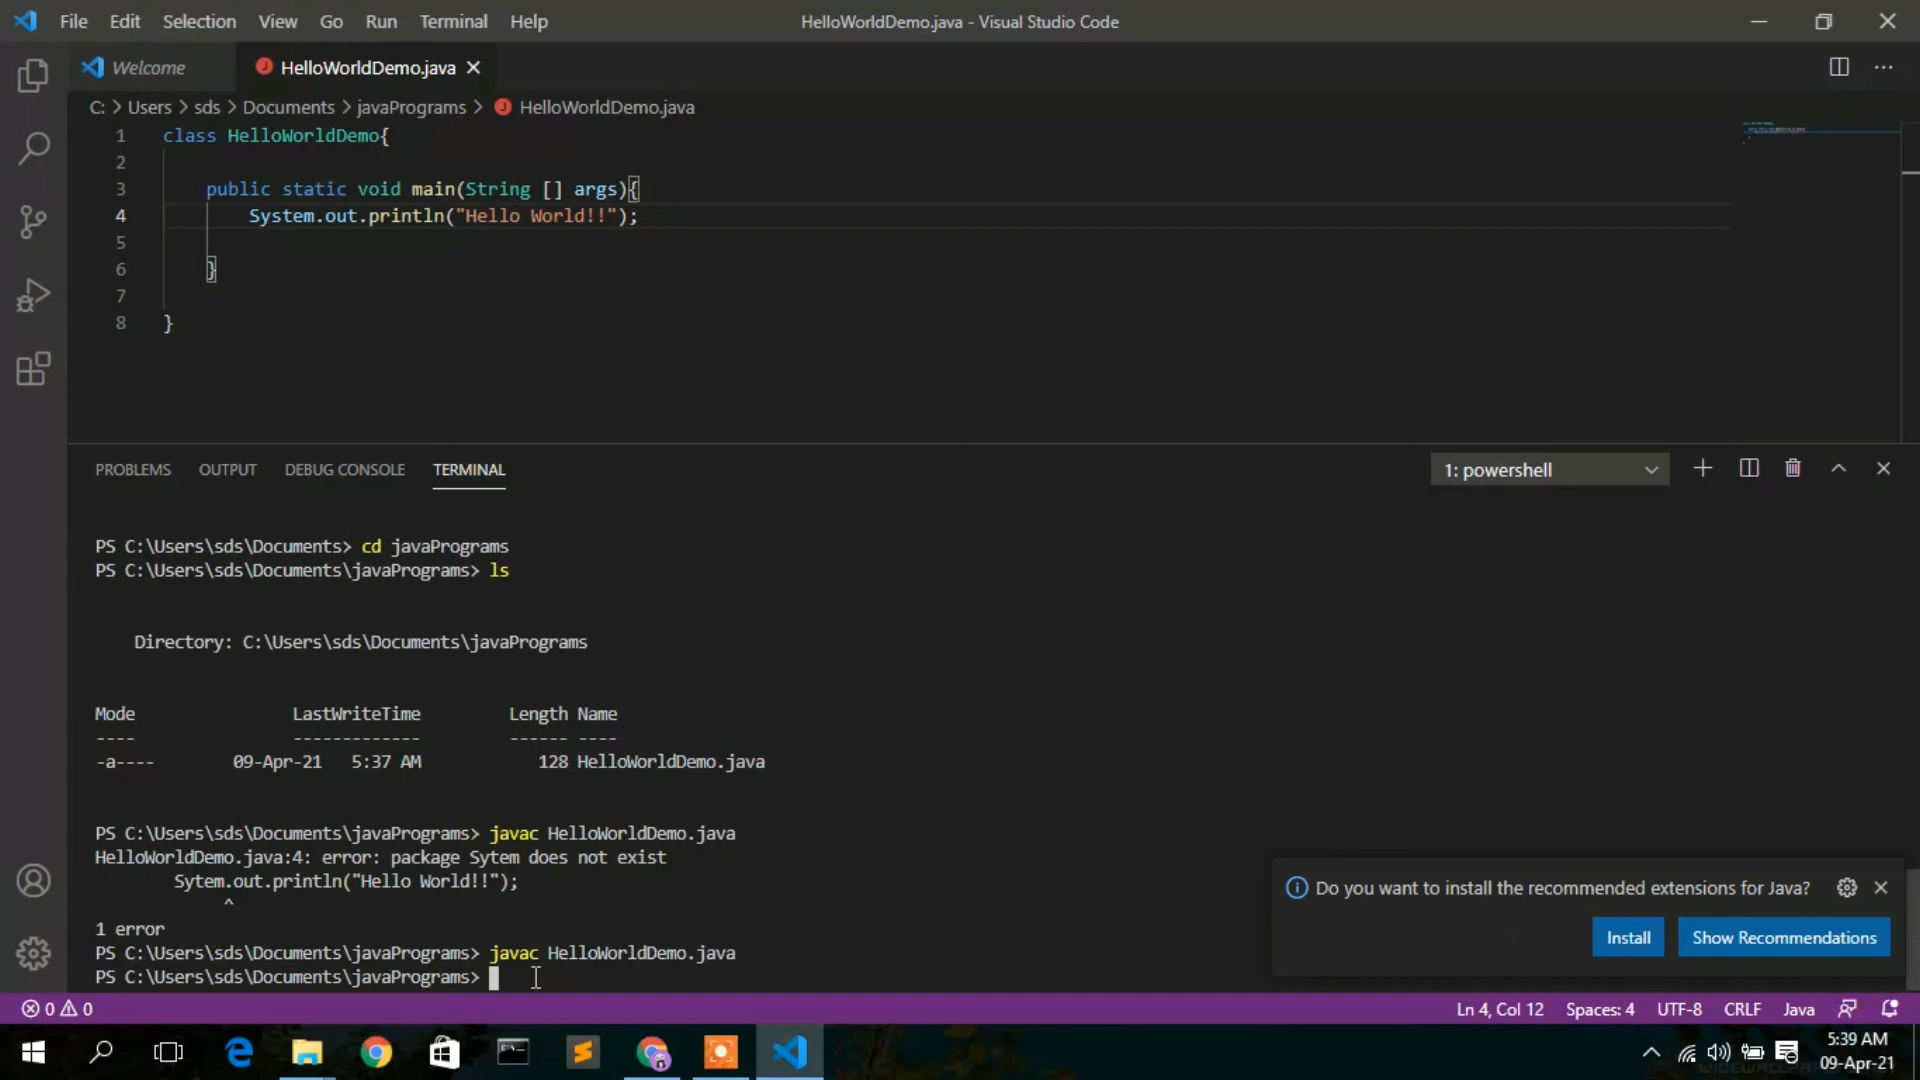 File Edit Selection View Go Run Terminal Help HelloWorldDemo.java - Visual Studio Code
Welcome HelloWorldDemo.java
C: > Users > sds > Documents > javaPrograms > HelloWorldDemo.java
1 class HelloWorldDemo{
2
3 public static void main(String [] args){
4 System.out.println("Hello World!!");
5
6 }
7
8 }
PROBLEMS OUTPUT DEBUG CONSOLE TERMINAL 1: powershell
PS C:\Users\sds\Documents> cd javaPrograms
PS C:\Users\sds\Documents\javaPrograms> ls
Directory: C:\Users\sds\Documents\javaPrograms
Mode LastWriteTime Length Name
---- ------------- ------ ----
-a---- 09-Apr-21 5:37 AM 128 HelloWorldDemo.java
PS C:\Users\sds\Documents\javaPrograms> javac HelloWorldDemo.java
HelloWorldDemo.java:4: error: package Sytem does not exist
Sytem.out.println("Hello World!!");
^
1 error
PS C:\Users\sds\Documents\javaPrograms> javac HelloWorldDemo.java
PS C:\Users\sds\Documents\javaPrograms>
Do you want to install the recommended extensions for Java?
Install Show Recommendations
0 0 Ln 4, Col 12 Spaces: 4 UTF-8 CRLF Java
5:39 AM
09-Apr-21